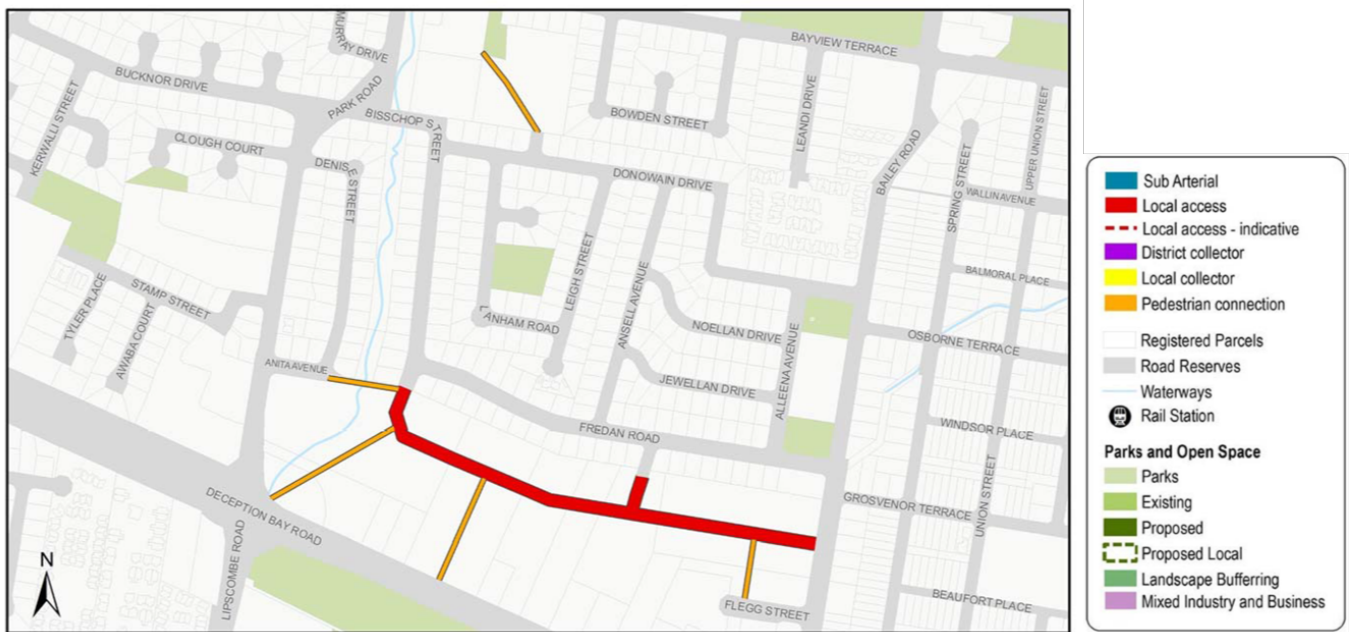 MURRAY DRIVE
BAYVIEW TERRACE
BUCKNOR DRIVE
PARK ROAD
KERWALLI STREET
BISSCHOP STREET
BOWDEN STREET
LEANDI DRIVE
BAILEY ROAD
UPPER UNION STREET
CLOUGH COURT
DENISE STREET
DONOWAIN DRIVE
SPRING STREET
WALLIN AVENUE
LEIGH STREET
ANSELL AVENUE
BALMORAL PLACE
TYLER PLACE
STAMP STREET
AWABA COURT
LANHAM ROAD
NOELLAN DRIVE
ALLEENA AVENUE
OSBORNE TERRACE
ANITA AVENUE
JEWELLAN DRIVE
FREDAN ROAD
WINDSOR PLACE
UNION STREET
DECEPTION BAY ROAD
GROSVENOR TERRACE
LIPSCOMBE ROAD
FLEGG STREET
BEAUFORT PLACE
N
Sub Arterial
Local access
Local access - indicative
District collector
Local collector
Pedestrian connection
Registered Parcels
Road Reserves
Waterways
Rail Station
Parks and Open Space
Parks
Existing
Proposed
Proposed Local
Landscape Bufferring
Mixed Industry and Business